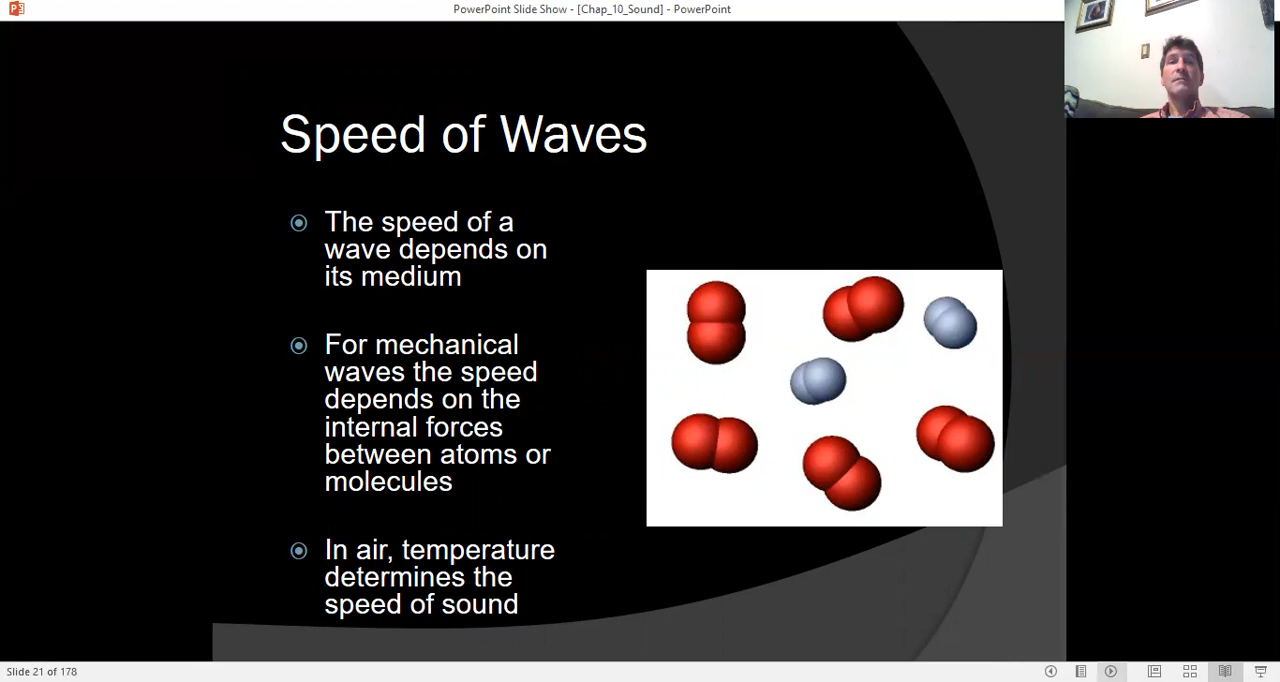 PowerPoint Slide Show - [Chap_10_Sound] - PowerPoint
Speed of Waves
The speed of a
wave depends on
its medium
For mechanical
waves the speed
depends on the
internal forces
between atoms or
molecules
In air, temperature
determines the
speed of sound
Slide 21 of 178